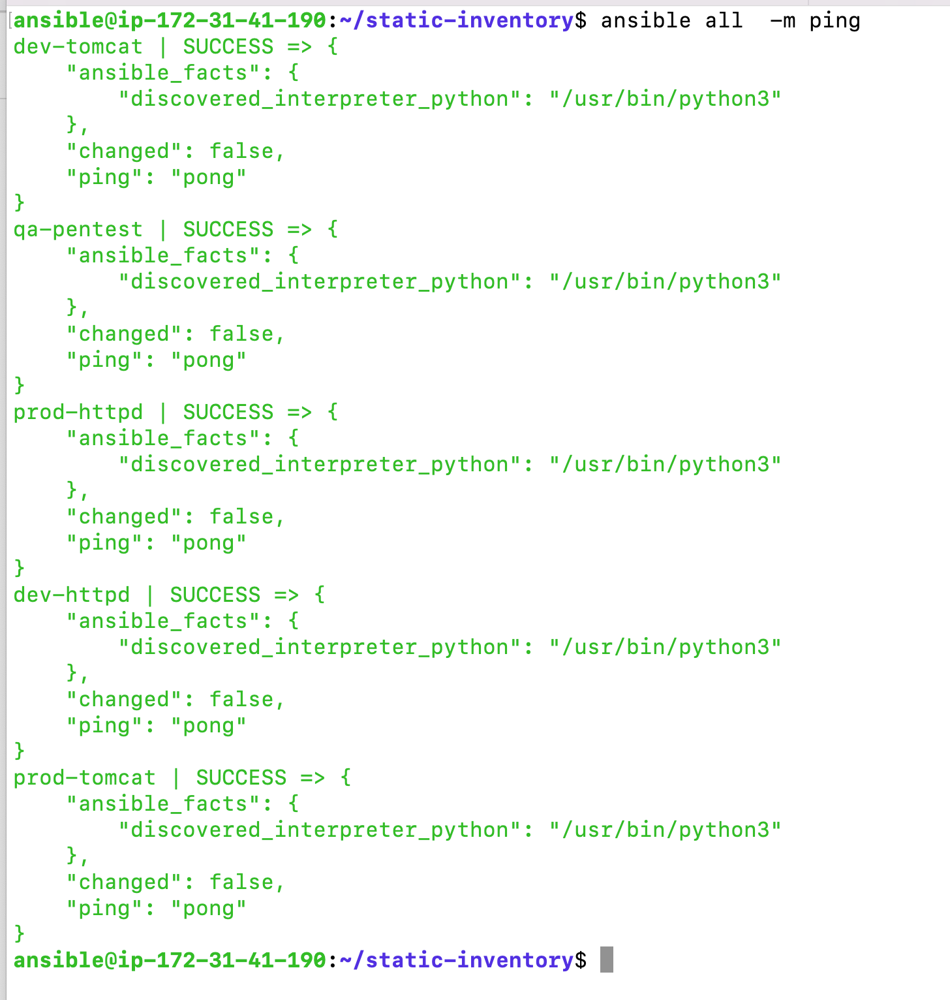 ansible@ip-172-31-41-190:~/static-inventory$ ansible all  -m ping
dev-tomcat | SUCCESS => {
    "ansible_facts": {
        "discovered_interpreter_python": "/usr/bin/python3"
    },
    "changed": false,
    "ping": "pong"
}
qa-pentest | SUCCESS => {
    "ansible_facts": {
        "discovered_interpreter_python": "/usr/bin/python3"
    },
    "changed": false,
    "ping": "pong"
}
prod-httpd | SUCCESS => {
    "ansible_facts": {
        "discovered_interpreter_python": "/usr/bin/python3"
    },
    "changed": false,
    "ping": "pong"
}
dev-httpd | SUCCESS => {
    "ansible_facts": {
        "discovered_interpreter_python": "/usr/bin/python3"
    },
    "changed": false,
    "ping": "pong"
}
prod-tomcat | SUCCESS => {
    "ansible_facts": {
        "discovered_interpreter_python": "/usr/bin/python3"
    },
    "changed": false,
    "ping": "pong"
}
ansible@ip-172-31-41-190:~/static-inventory$